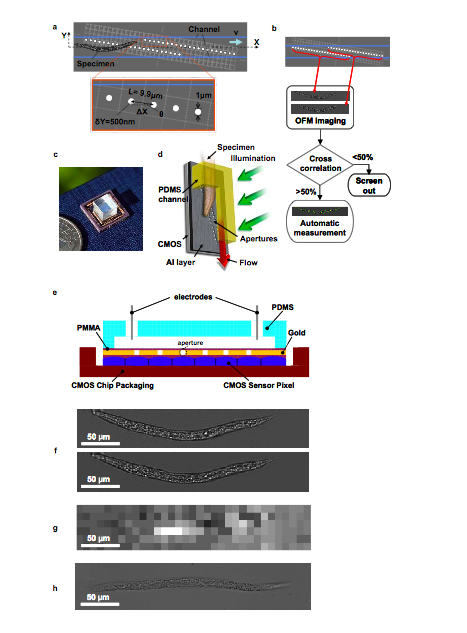 a
Y'
Channel
v
X
Specimen
L= 9.9μm
1μm
ΔX
θ
δY=500nm
b
OFM Imaging
Cross
correlation
<50%
>50%
Screen
out
Automatic
measurement
c
d
Specimen
Illumination
PDMS
channel
CMOS
Apertures
Al layer
Flow
e
electrodes
PDMS
PMMA
Gold
aperture
CMOS Chip Packaging
CMOS Sensor Pixel
f
50 μm
50 μm
g
50 μm
h
50 μm